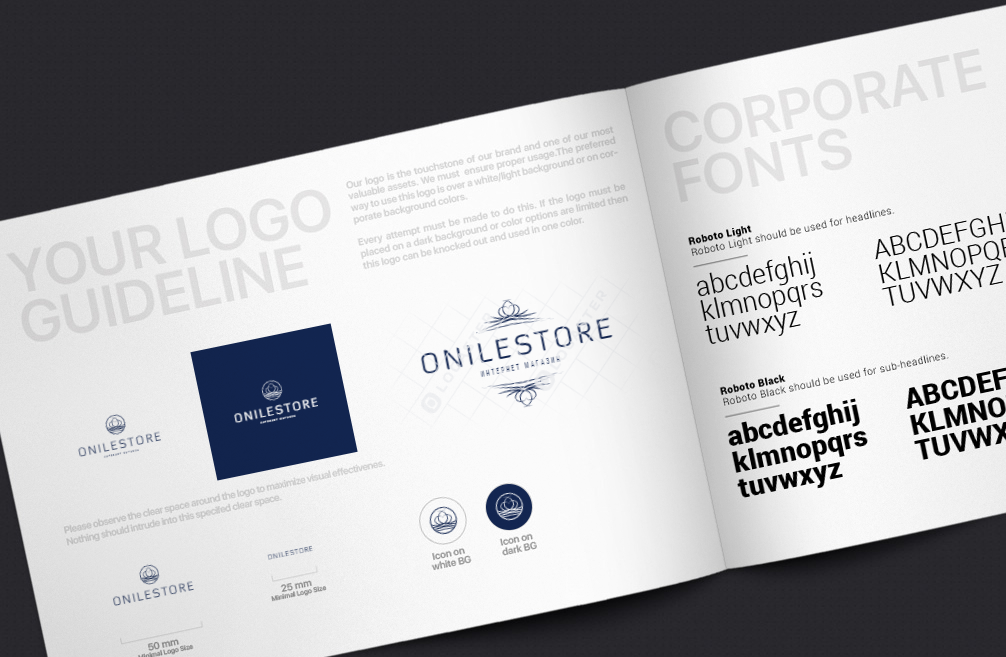 YOUR LOGO
GUIDELINE
Our logo is the touchstone of our brand and one of our most
valuable assets. We must ensure proper usage.The preferred
way to use this logo is over a white/light background or on cor-
porate background colors.
Every attempt must be made to do this. If the logo must be
placed on a dark background or color options are limited then
this logo can be knocked out and used in one color.
ONILESTORE
ONILESTORE
ONILESTORE
ИНТЕРНЕТ МАГАЗИН
Please observe the clear space around the logo to maximize visual effectivenes.
Nothing should intrude into this specified clear space.
ONILESTORE
50 mm
Minimal Logo Size
ONILESTORE
25 mm
Minimal Logo Size
Icon on
white BG
Icon on
dark BG
CORPORATE
FONTS
Roboto Light
Roboto Light should be used for headlines.
abcdefghij
klmnopqrs
tuvwxyz
ABCDEFGH
KLMNOPQR
TUVWXYZ
Roboto Black
Roboto Black should be used for sub-headlines.
abcdefghij
klmnopqrs
tuvwxyz
ABCDEF
KLMNO
TUVWX